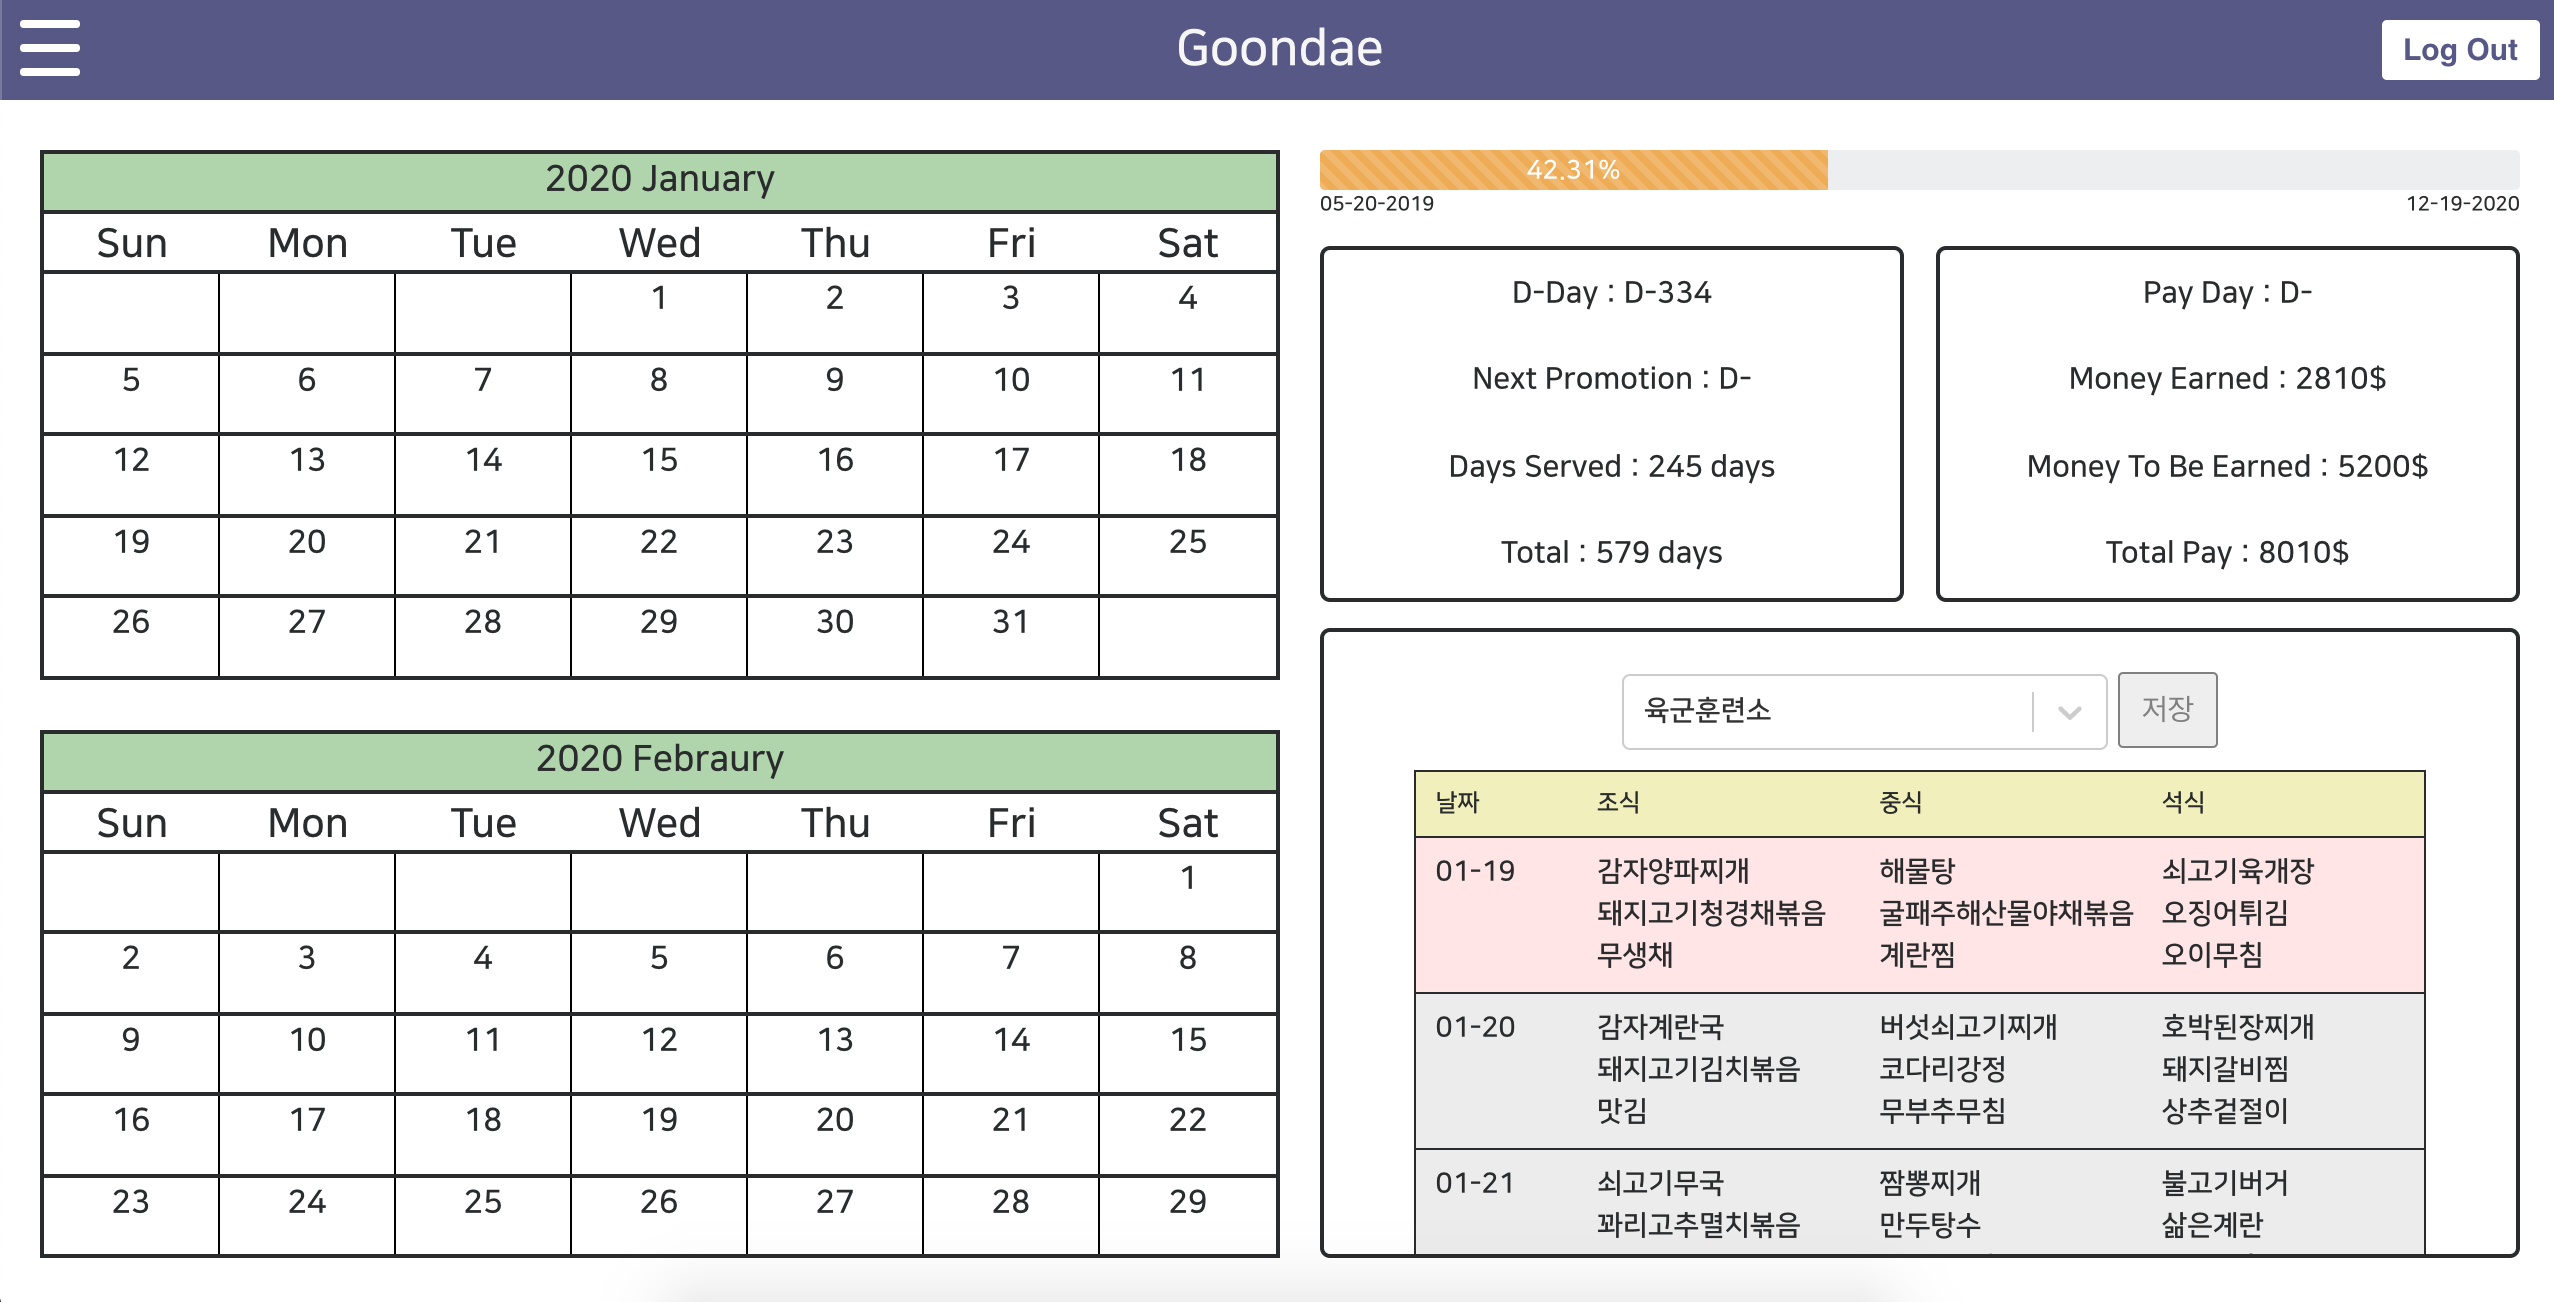 Goondae
Log Out
2020 January
Sun Mon Tue Wed Thu Fri Sat
1 2 3 4
5 6 7 8 9 10 11
12 13 14 15 16 17 18
19 20 21 22 23 24 25
26 27 28 29 30 31
2020 Febraury
Sun Mon Tue Wed Thu Fri Sat
1
2 3 4 5 6 7 8
9 10 11 12 13 14 15
16 17 18 19 20 21 22
23 24 25 26 27 28 29
42.31%
05-20-2019 12-19-2020
D-Day : D-334
Next Promotion : D-
Days Served : 245 days
Total : 579 days
Pay Day : D-
Money Earned : 2810$
Money To Be Earned : 5200$
Total Pay : 8010$
육군훈련소
저장
날짜 조식 중식 석식
01-19 감자양파찌개 해물탕 쇠고기육개장
돼지고기청경채볶음 굴패주해산물야채볶음 오징어튀김
무생채 계란찜 오이무침
01-20 감자계란국 버섯쇠고기찌개 호박된장찌개
돼지고기김치볶음 코다리강정 돼지갈비찜
맛김 무부추무침 상추겉절이
01-21 쇠고기무국 짬뽕찌개 불고기버거
꽈리고추멸치볶음 만두탕수 삶은계란